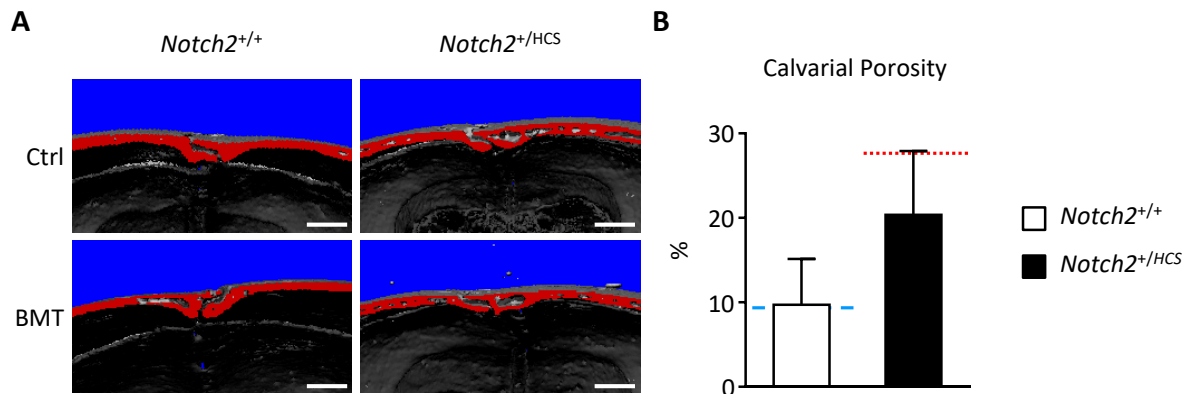 A
Notch2+/+
Notch2+/HCS
Ctrl
BMT
B
Calvarial Porosity
30
20
10
0
%
Notch2+/+
Notch2+/HCS